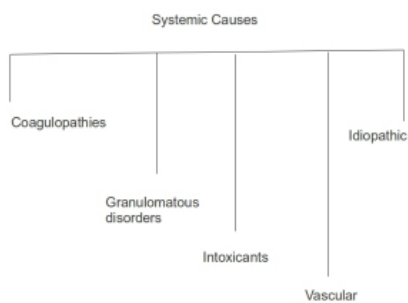 Systemic Causes
Coagulopathies
Idiopathic
Granulomatous
disorders
Intoxicants
Vascular